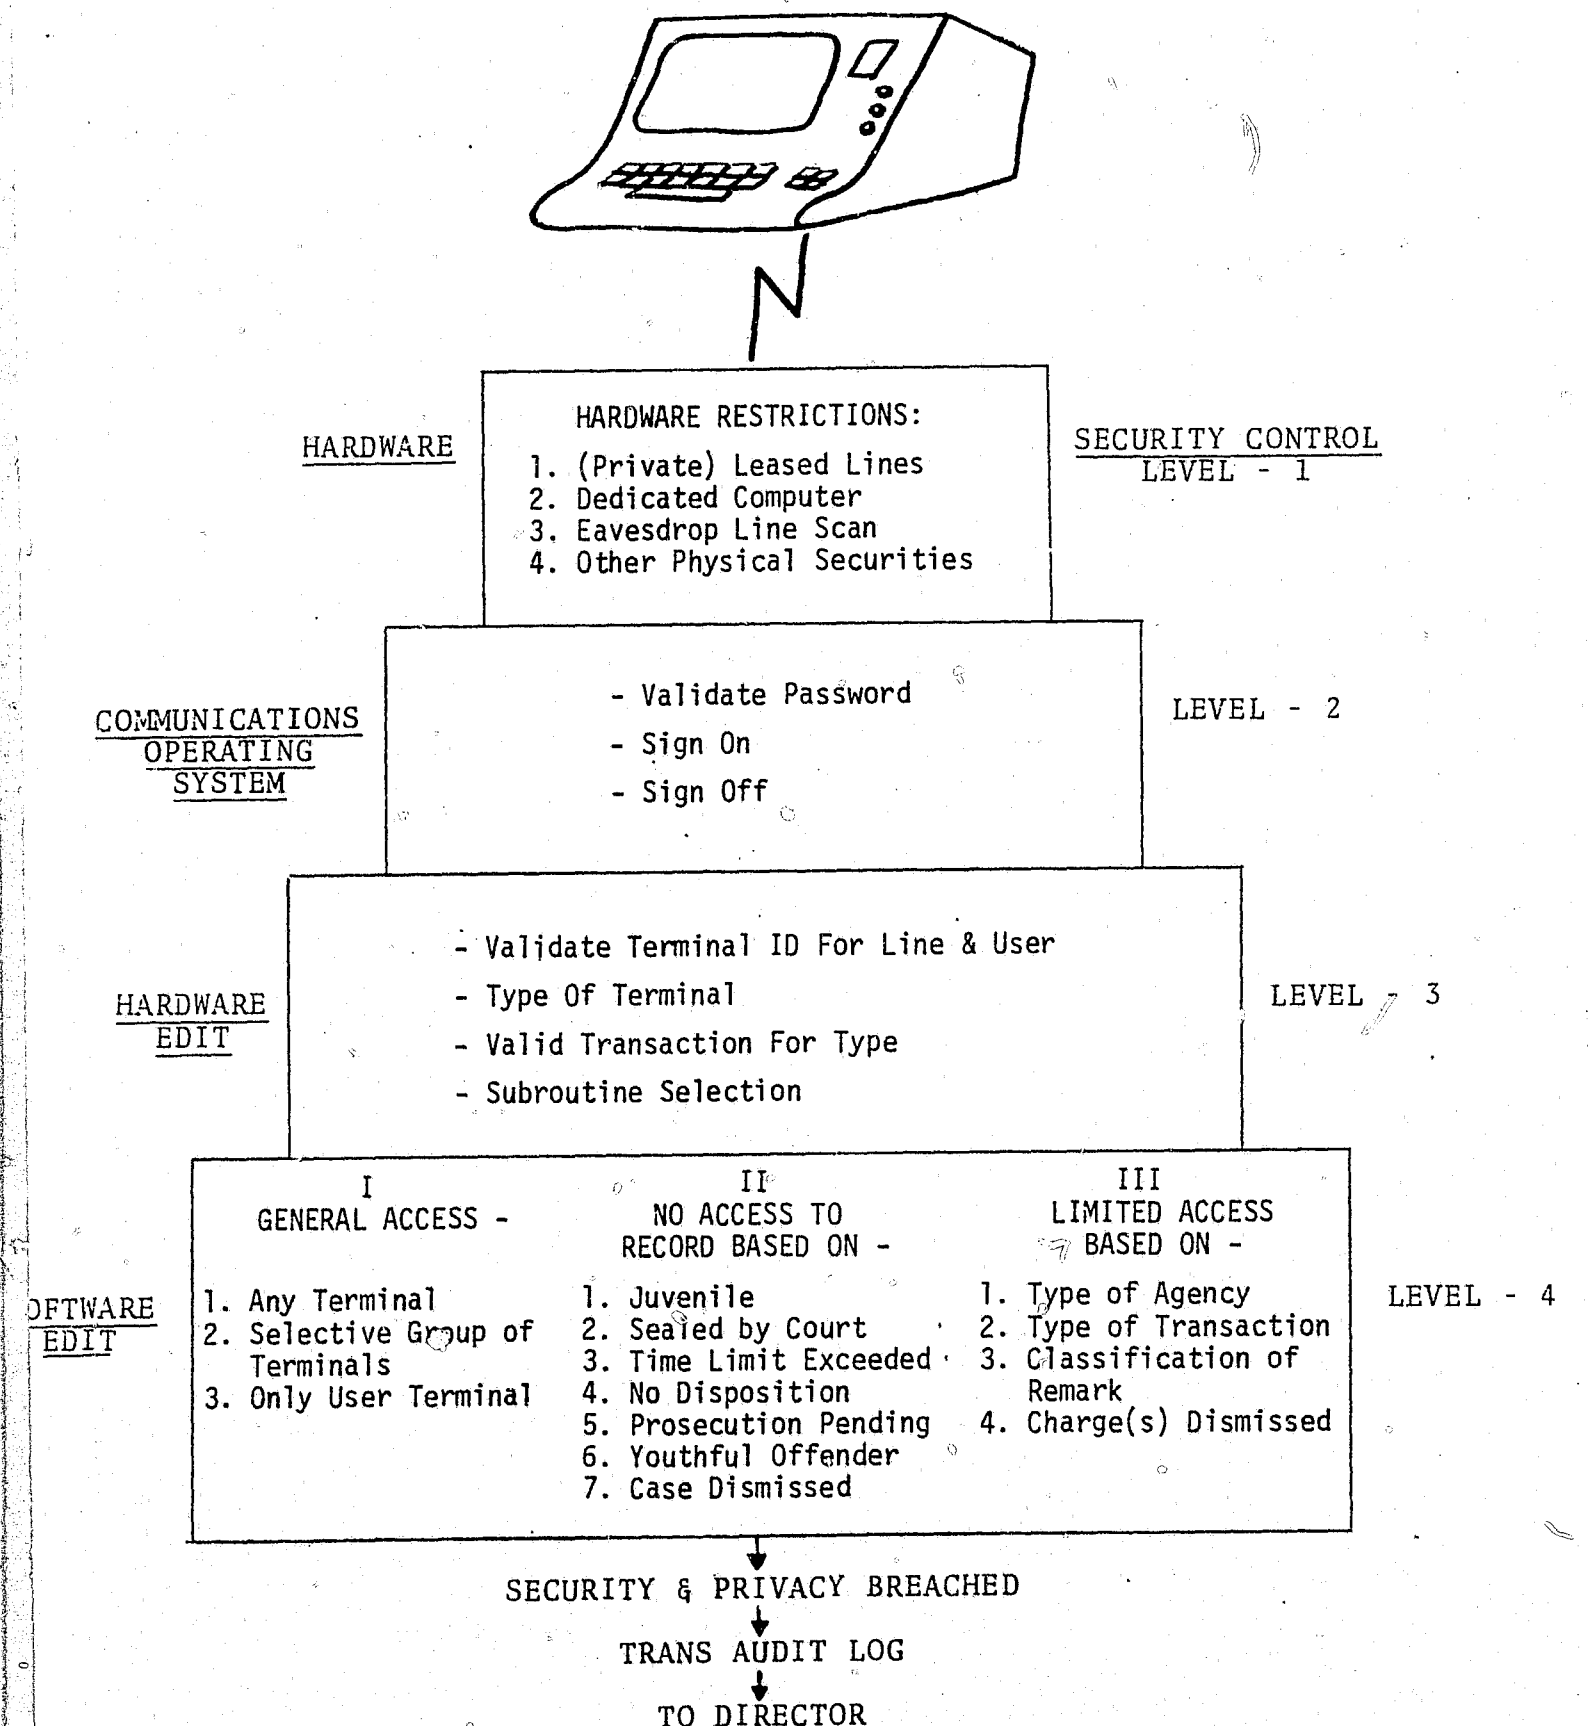 HARDWARE
HARDWARE RESTRICTIONS:
1. (Private) Leased Lines
2. Dedicated Computer
3. Eavesdrop Line Scan
4. Other Physical Securities
SECURITY CONTROL
LEVEL - 1
COMMUNICATIONS
OPERATING
SYSTEM
- Validate Password
- Sign On
- Sign Off
LEVEL - 2
HARDWARE
EDIT
- Validate Terminal ID For Line & User
- Type Of Terminal
- Valid Transaction For Type
- Subroutine Selection
LEVEL - 3
OFTWARE
EDIT
I
GENERAL ACCESS -
1. Any Terminal
2. Selective Group of
Terminals
3. Only User Terminal
II
NO ACCESS TO
RECORD BASED ON -
1. Juvenile
2. Sealed by Court
3. Time Limit Exceeded
4. No Disposition
5. Prosecution Pending
6. Youthful Offender
7. Case Dismissed
III
LIMITED ACCESS
BASED ON -
1. Type of Agency
2. Type of Transaction
3. Classification of
Remark
4. Charge(s) Dismissed
LEVEL - 4
SECURITY & PRIVACY BREACHED
TRANS AUDIT LOG
TO DIRECTOR